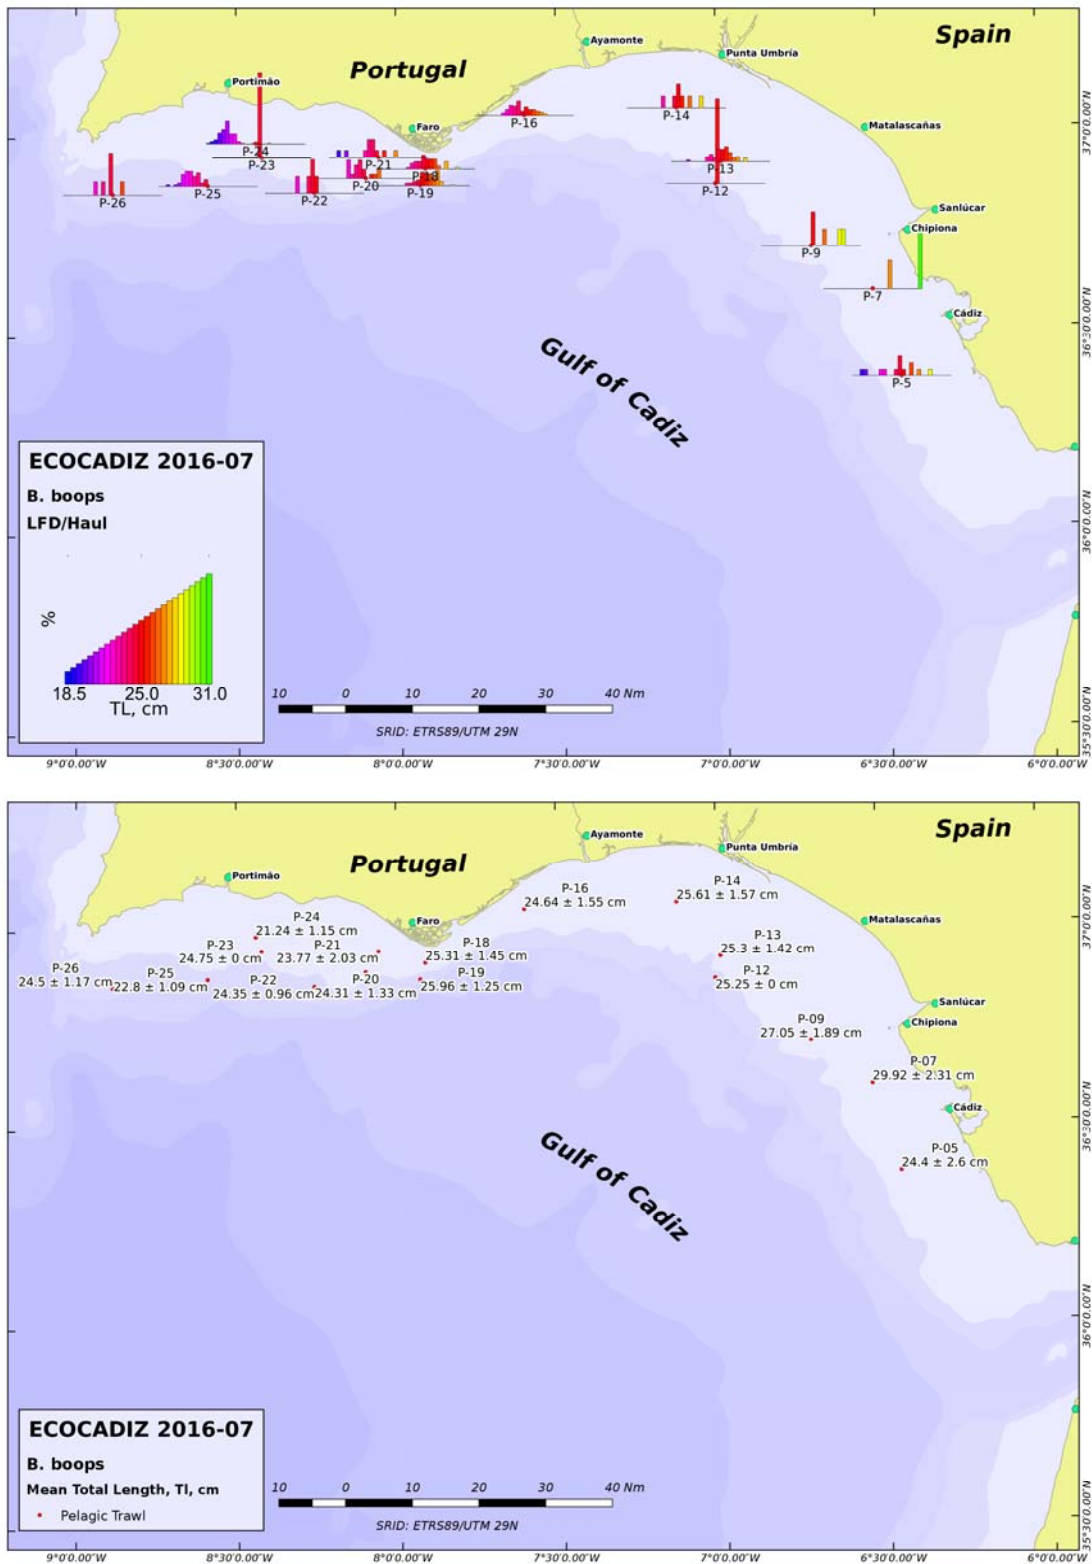 Spain
Ayamonte
Punta Umbría
Portugal
Portimão
Faro
P-16
P-14
Matalascañas
37°0'0.00"N
P-24
P-23
P-21
P-18
P-13
P-20
P-19
P-12
P-25
P-22
P-26
Sanlúcar
Chipiona
P-9
P-7
Cádiz
36°30'0.00"N
Gulf of Cadiz
P-5
ECOCADIZ 2016-07
B. boops
LFD/Haul
36°0'0.00"N
%
18.5 25.0 31.0
TL, cm
10 0 10 20 30 40 Nm
SRID: ETRS89/UTM 29N
35°30'0.00"N
9°0'0.00"W 8°30'0.00"W 8°0'0.00"W 7°30'0.00"W 7°0'0.00"W 6°30'0.00"W 6°0'0.00"W
Spain
Ayamonte
Punta Umbría
Portugal
Portimão
P-16
24.64 ± 1.55 cm
P-14
25.61 ± 1.57 cm
Faro
Matalascañas
37°0'0.00"N
P-24
21.24 ± 1.15 cm
P-23
24.75 ± 0 cm
P-21
23.77 ± 2.03 cm
P-18
25.31 ± 1.45 cm
P-13
25.3 ± 1.42 cm
P-26
24.5 ± 1.17 cm
P-25
22.8 ± 1.09 cm
P-22
24.35 ± 0.96 cm
P-20
24.31 ± 1.33 cm
P-19
25.96 ± 1.25 cm
P-12
25.25 ± 0 cm
Sanlúcar
Chipiona
P-09
27.05 ± 1.89 cm
P-07
29.92 ± 2.31 cm
Cádiz
36°30'0.00"N
Gulf of Cadiz
P-05
24.4 ± 2.6 cm
36°0'0.00"N
ECOCADIZ 2016-07
B. boops
Mean Total Length, Tl, cm
Pelagic Trawl
10 0 10 20 30 40 Nm
SRID: ETRS89/UTM 29N
35°30'0.00"N
9°0'0.00"W 8°30'0.00"W 8°0'0.00"W 7°30'0.00"W 7°0'0.00"W 6°30'0.00"W 6°0'0.00"W